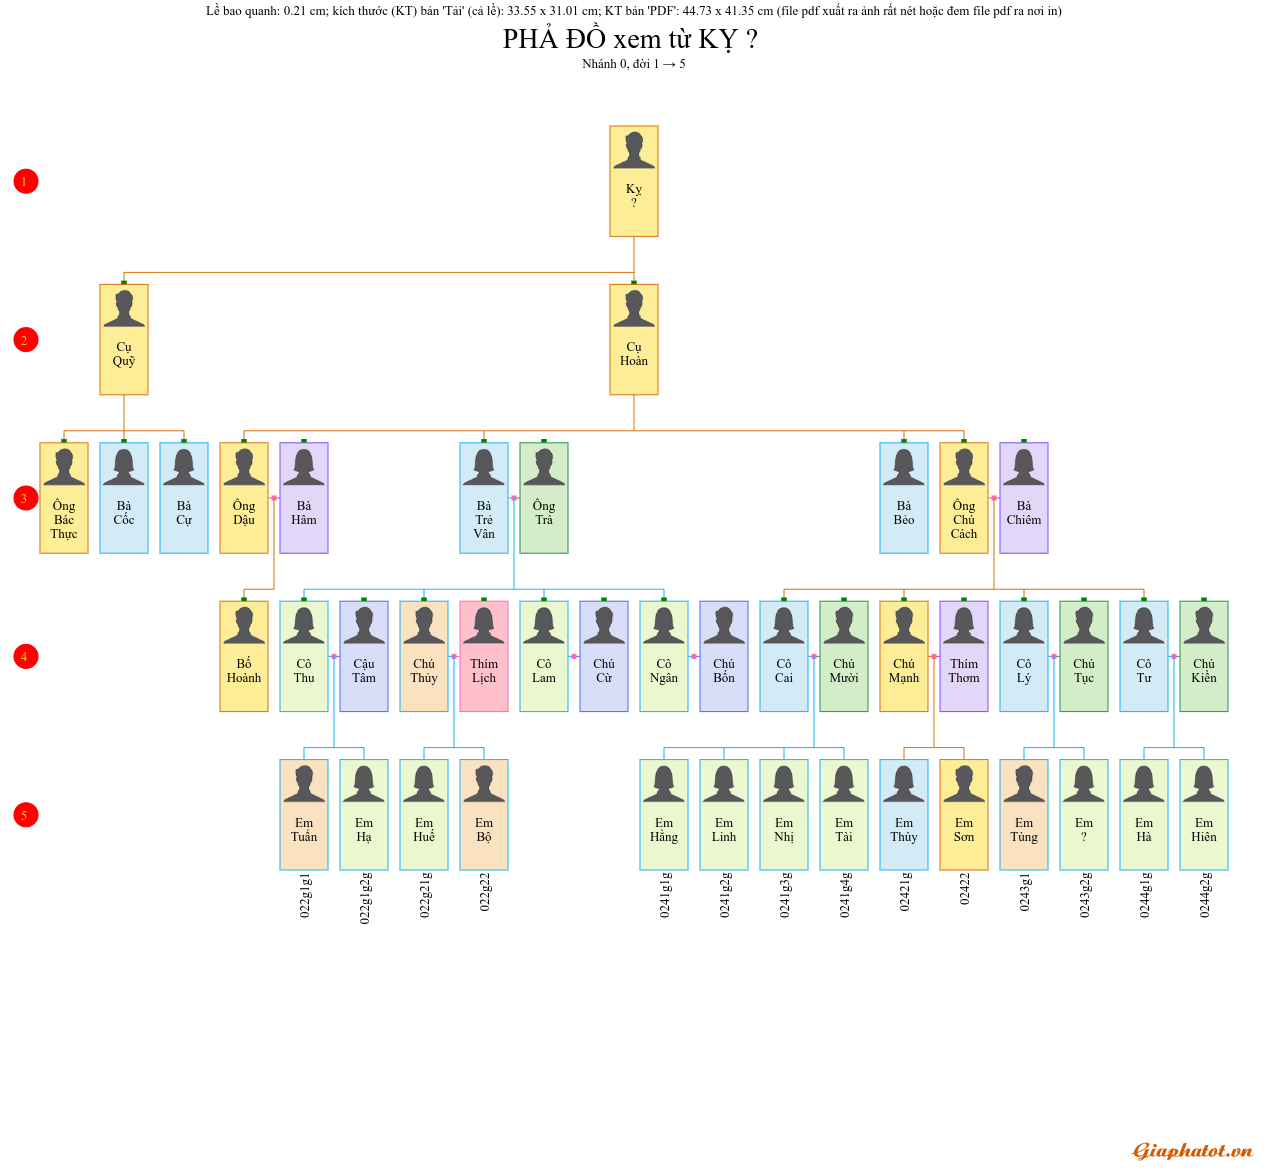 Lề bao quanh: 0.21 cm; kích thước (KT) bản 'Tải' (cả lề): 33.55 x 31.01 cm; KT bản 'PDF': 44.73 x 41.35 cm (file pdf xuất ra ảnh rất nét hoặc đem file pdf ra nơi in)
PHẢ ĐỒ xem từ KỴ ?
Nhánh 0, đời 1 → 5
1
Kỵ
?
2
Cụ
Quỹ
Cụ
Hoàn
3
Ông
Bác
Thực
Bà
Cốc
Bà
Cự
Ông
Dậu
Bà
Hâm
Bà
Trẻ
Vân
Ông
Trà
Bà
Bẻo
Ông
Chú
Cách
Bà
Chiêm
4
Bố
Hoành
Cô
Thu
Cậu
Tâm
Chú
Thủy
Thím
Lịch
Cô
Lam
Chú
Cừ
Cô
Ngân
Chú
Bốn
Cô
Cai
Chú
Mười
Chú
Mạnh
Thím
Thơm
Cô
Lý
Chú
Tục
Cô
Tư
Chú
Kiền
5
Em
Tuấn
Em
Hạ
Em
Huế
Em
Bộ
Em
Hằng
Em
Linh
Em
Nhị
Em
Tài
Em
Thúy
Em
Sơn
Em
Tùng
Em
?
Em
Hà
Em
Hiên
022g1g1
022g1g2g
022g21g
022g22
0241g1g
0241g2g
0241g3g
0241g4g
02421g
02422
0243g1
0243g2g
0244g1g
0244g2g
Giaphatot.vn